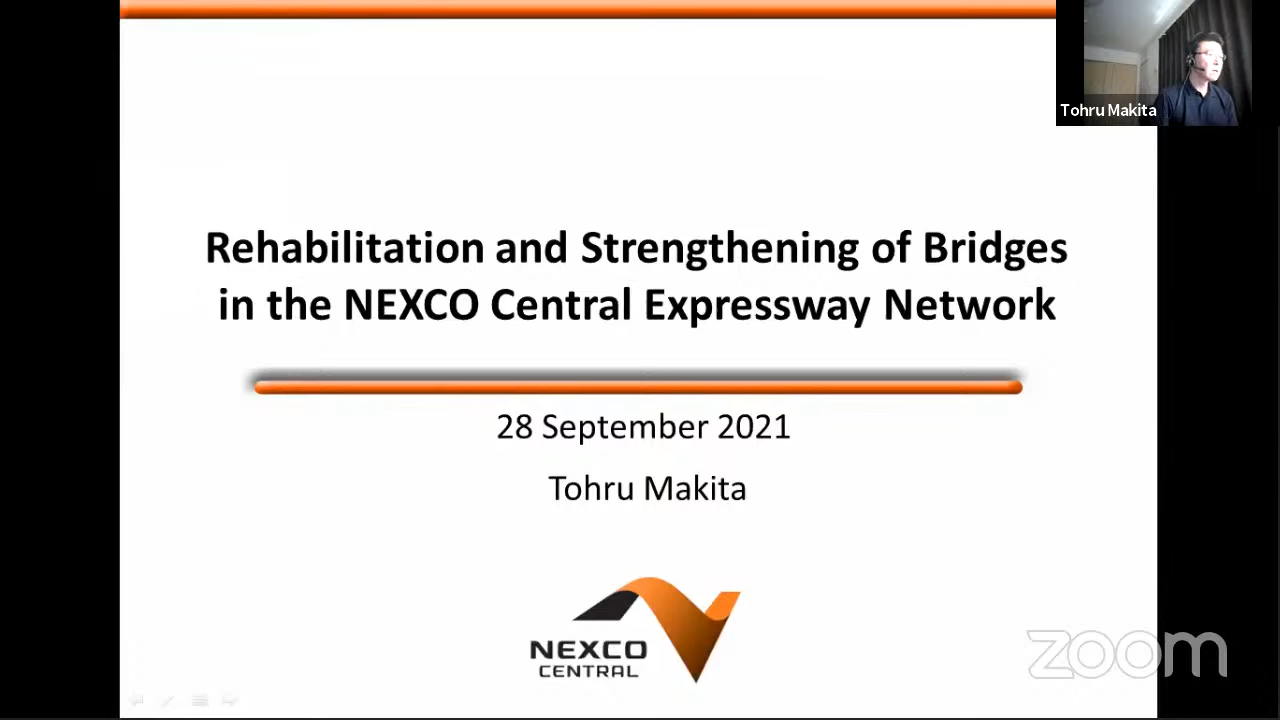 Tohru Makita
Rehabilitation and Strengthening of Bridges
in the NEXCO Central Expressway Network
28 September 2021
Tohru Makita
NEXCO
CENTRAL
zoom